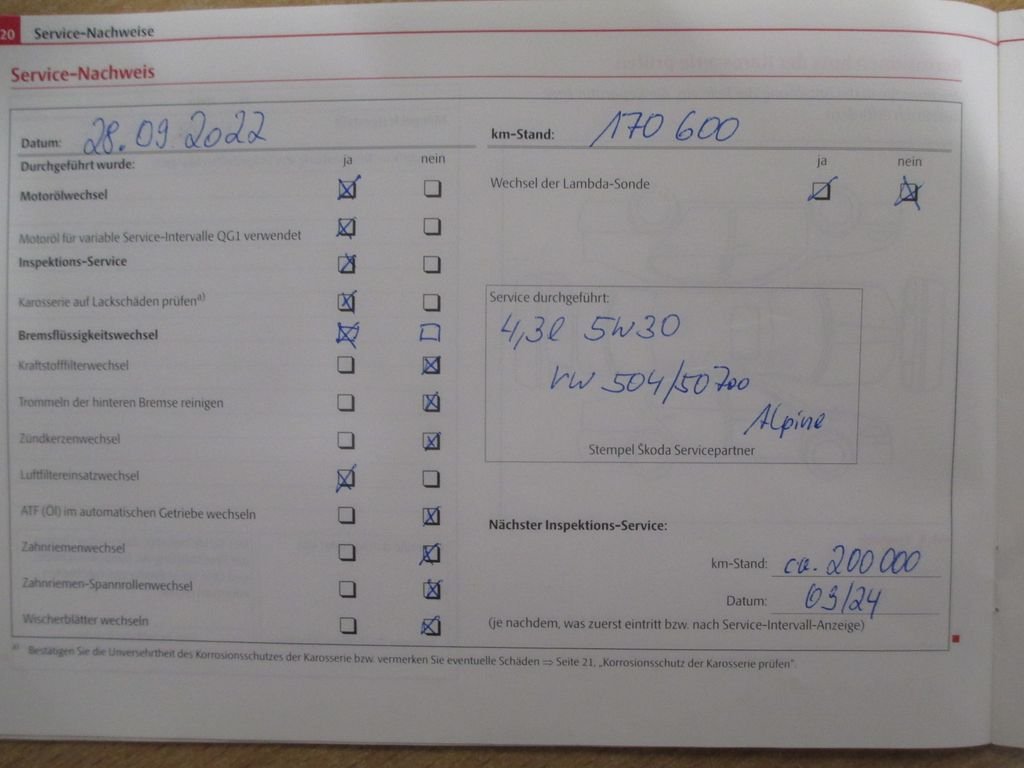 20 Service-Nachweise
Service-Nachweis
Datum: 28.09.2022
km-Stand: 170 600
Durchgeführt wurde: ja nein
ja nein
Motorölwechsel
Wechsel der Lambda-Sonde
Motoröl für variable Service-Intervalle QG1 verwendet
Inspektions-Service
Karosserie auf Lackschäden prüfen a)
Bremsflüssigkeitswechsel
Kraftstofffilterwechsel
Trommeln der hinteren Bremse reinigen
Zündkerzenwechsel
Luftfiltereinsatzwechsel
ATF (Öl) im automatischen Getriebe wechseln
Zahnriemenwechsel
Zahnriemen-Spannrollenwechsel
Wischerblätter wechseln
Service durchgeführt:
4,3l 5W30
VW 504/50700
Alpine
Stempel Škoda Servicepartner
Nächster Inspektions-Service:
km-Stand: ca. 200 000
Datum: 03/24
(je nachdem, was zuerst eintritt bzw. nach Service-Intervall-Anzeige)
a) Bestätigen Sie die Unversehrtheit des Korrosionsschutzes der Karosserie bzw. vermerken Sie eventuelle Schäden ⇒ Seite 21, „Korrosionsschutz der Karosserie prüfen“.